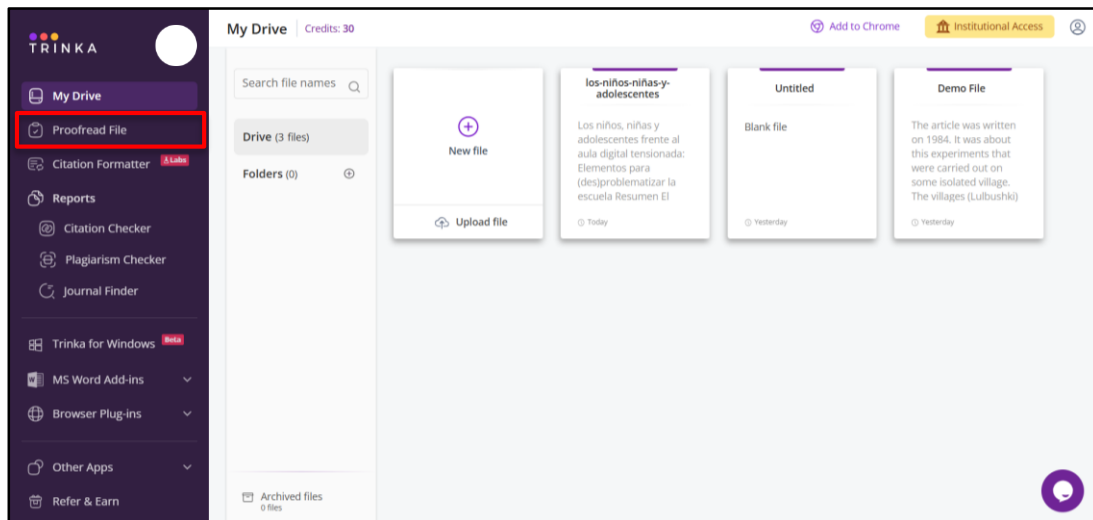 TRINKA
My Drive
Proofread File
Citation Formatter Labs
Reports
Citation Checker
Plagiarism Checker
Journal Finder
Trinka for Windows Beta
MS Word Add-ins
Browser Plug-ins
Other Apps
Refer & Earn
My Drive Credits: 30
Add to Chrome
Institutional Access
Search file names
Drive (3 files)
Folders (0)
Archived files
0 files
New file
Upload file
los-niños-niñas-y-
adolescentes
Los niños, niñas y
adolescentes frente al
aula digital tensionada:
Elementos para
(des)problematizar la
escuela Resumen El
Today
Untitled
Blank file
Yesterday
Demo File
The article was written
on 1984. It was about
this experiments that
were carried out on
some isolated village.
The villages (Lulbushki)
Yesterday